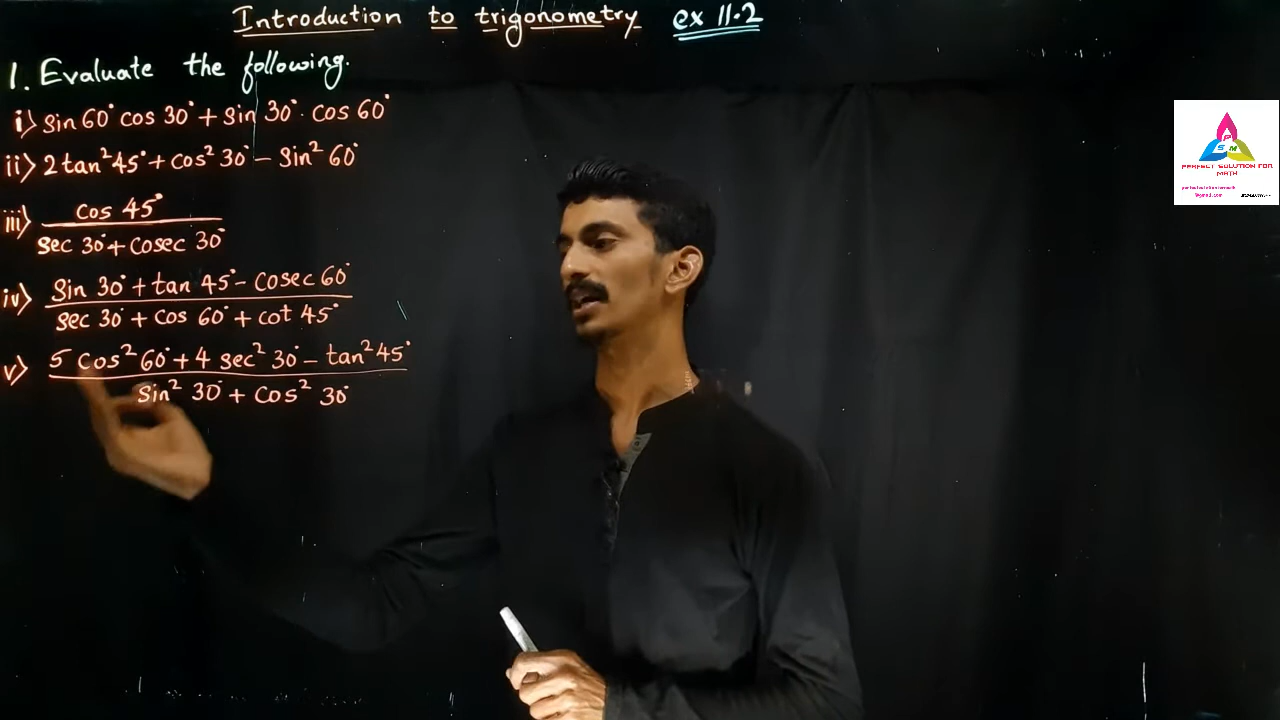 Introduction to trigonometry ex 11.2
1. Evaluate the following.
i) sin 60° cos 30° + sin 30° · cos 60°
ii) 2 tan² 45° + cos² 30° - sin² 60°
iii) cos 45°
sec 30° + cosec 30°
iv) sin 30° + tan 45° - cosec 60°
sec 30° + cos 60° + cot 45°
v) 5 cos² 60° + 4 sec² 30° - tan² 45°
sin² 30° + cos² 30°
P
S M
PERFECT SOLUTION FOR
MATH